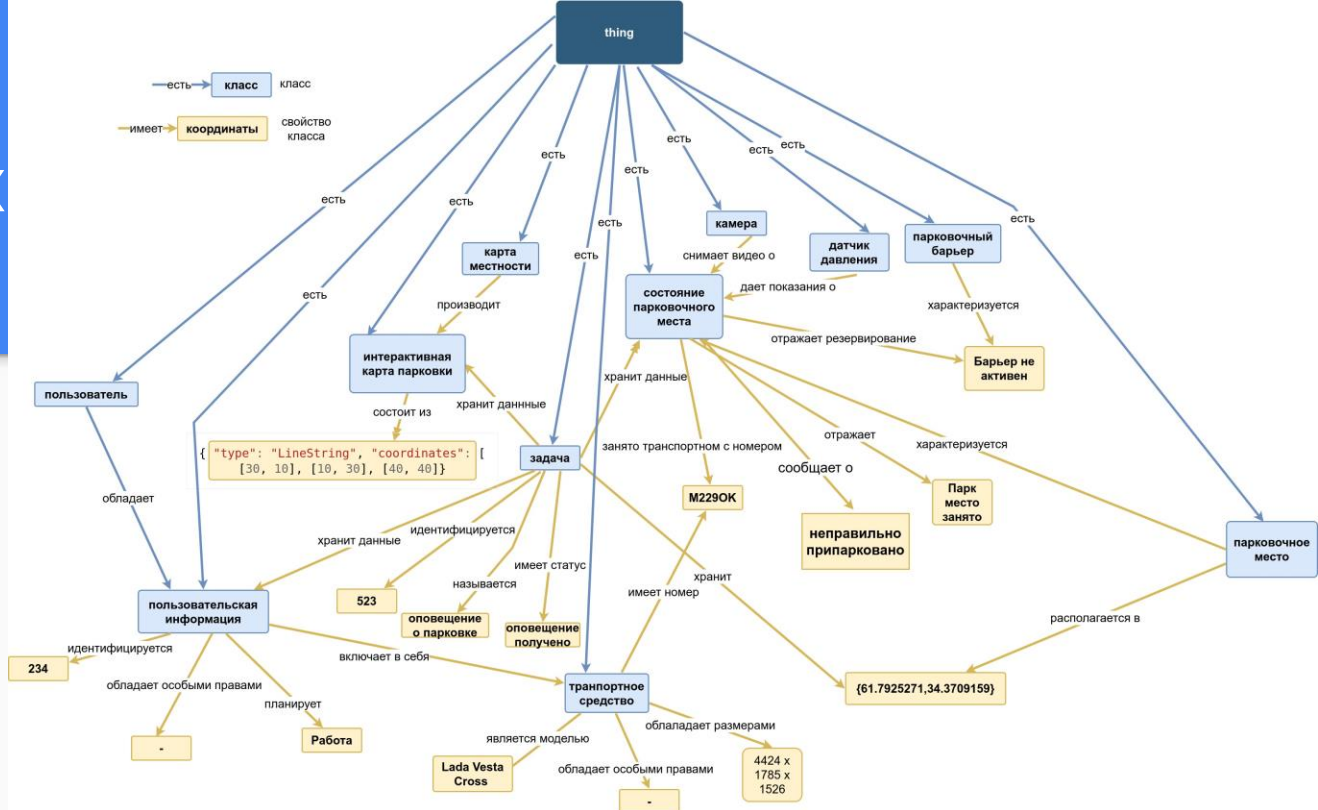 thing
есть
класс
класс
имеет
координаты
свойство
класса
есть
есть
есть
есть
есть
есть
есть
есть
есть
есть
есть
камера
парковочный
барьер
датчик
давления
карта
местности
снимает видео о
дает показания о
состояние
парковочного
места
производит
характеризуется
отражает резервирование
интерактивная
карта парковки
Барьер не
активен
хранит данные
пользователь
состоит из
хранит даннные
{ "type": "LineString", "coordinates": [
[30, 10], [10, 30], [40, 40]}
задача
занято транспортном с номером
отражает
характеризуется
сообщает о
обладает
M229OK
Парк
место
занято
неправильно
припарковано
парковочное
место
идентифицируется
хранит данные
имеет статус
называется
хранит
имеет номер
523
пользовательская
информация
оповещение
о парковке
оповещение
получено
располагается в
идентифицируется
234
включает в себя
обладает особыми правами
планирует
транпортное
средство
{61.7925271,34.3709159}
-
Работа
является моделью
облаладает размерами
Lada Vesta
Cross
обладает особыми правами
4424 x
1785 x
1526
-